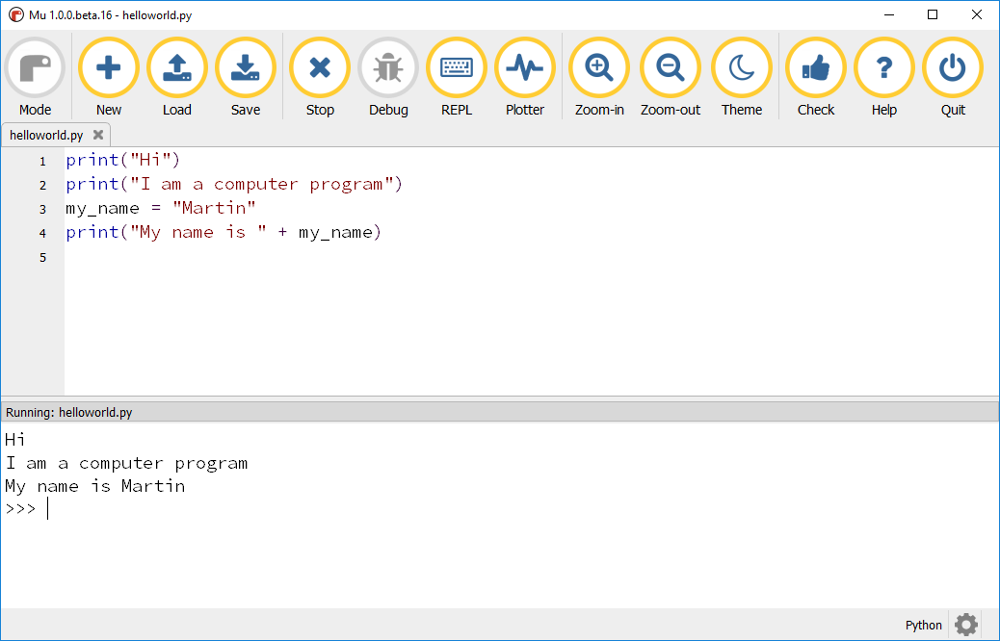 Mu 1.0.0.beta.16 - helloworld.py
Mode New Load Save Stop Debug REPL Plotter Zoom-in Zoom-out Theme Check Help Quit
helloworld.py
1 print("Hi")
2 print("I am a computer program")
3 my_name = "Martin"
4 print("My name is " + my_name)
5
Running: helloworld.py
Hi
I am a computer program
My name is Martin
>>>
Python